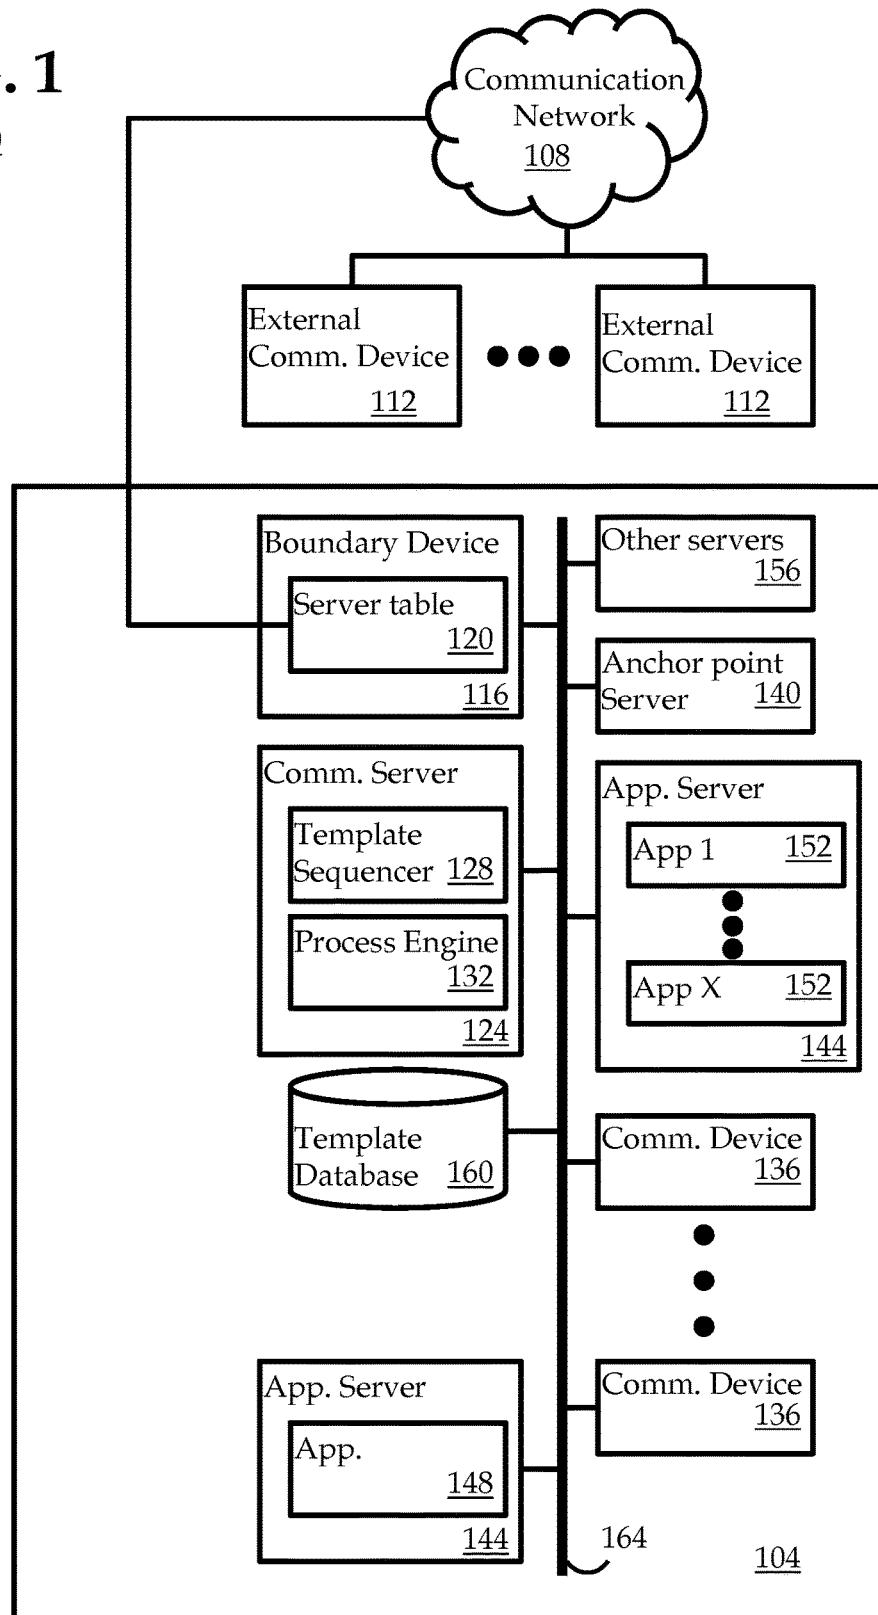 . 1
Communication
Network
108
External
Comm. Device
112
External
Comm. Device
112
Boundary Device
Server table
120
116
Other servers
156
Anchor point
Server 140
Comm. Server
Template
Sequencer 128
Process Engine
132
124
App. Server
App 1 152
App X 152
144
Template
Database 160
Comm. Device
136
Comm. Device
136
App. Server
App.
148
144
164
104